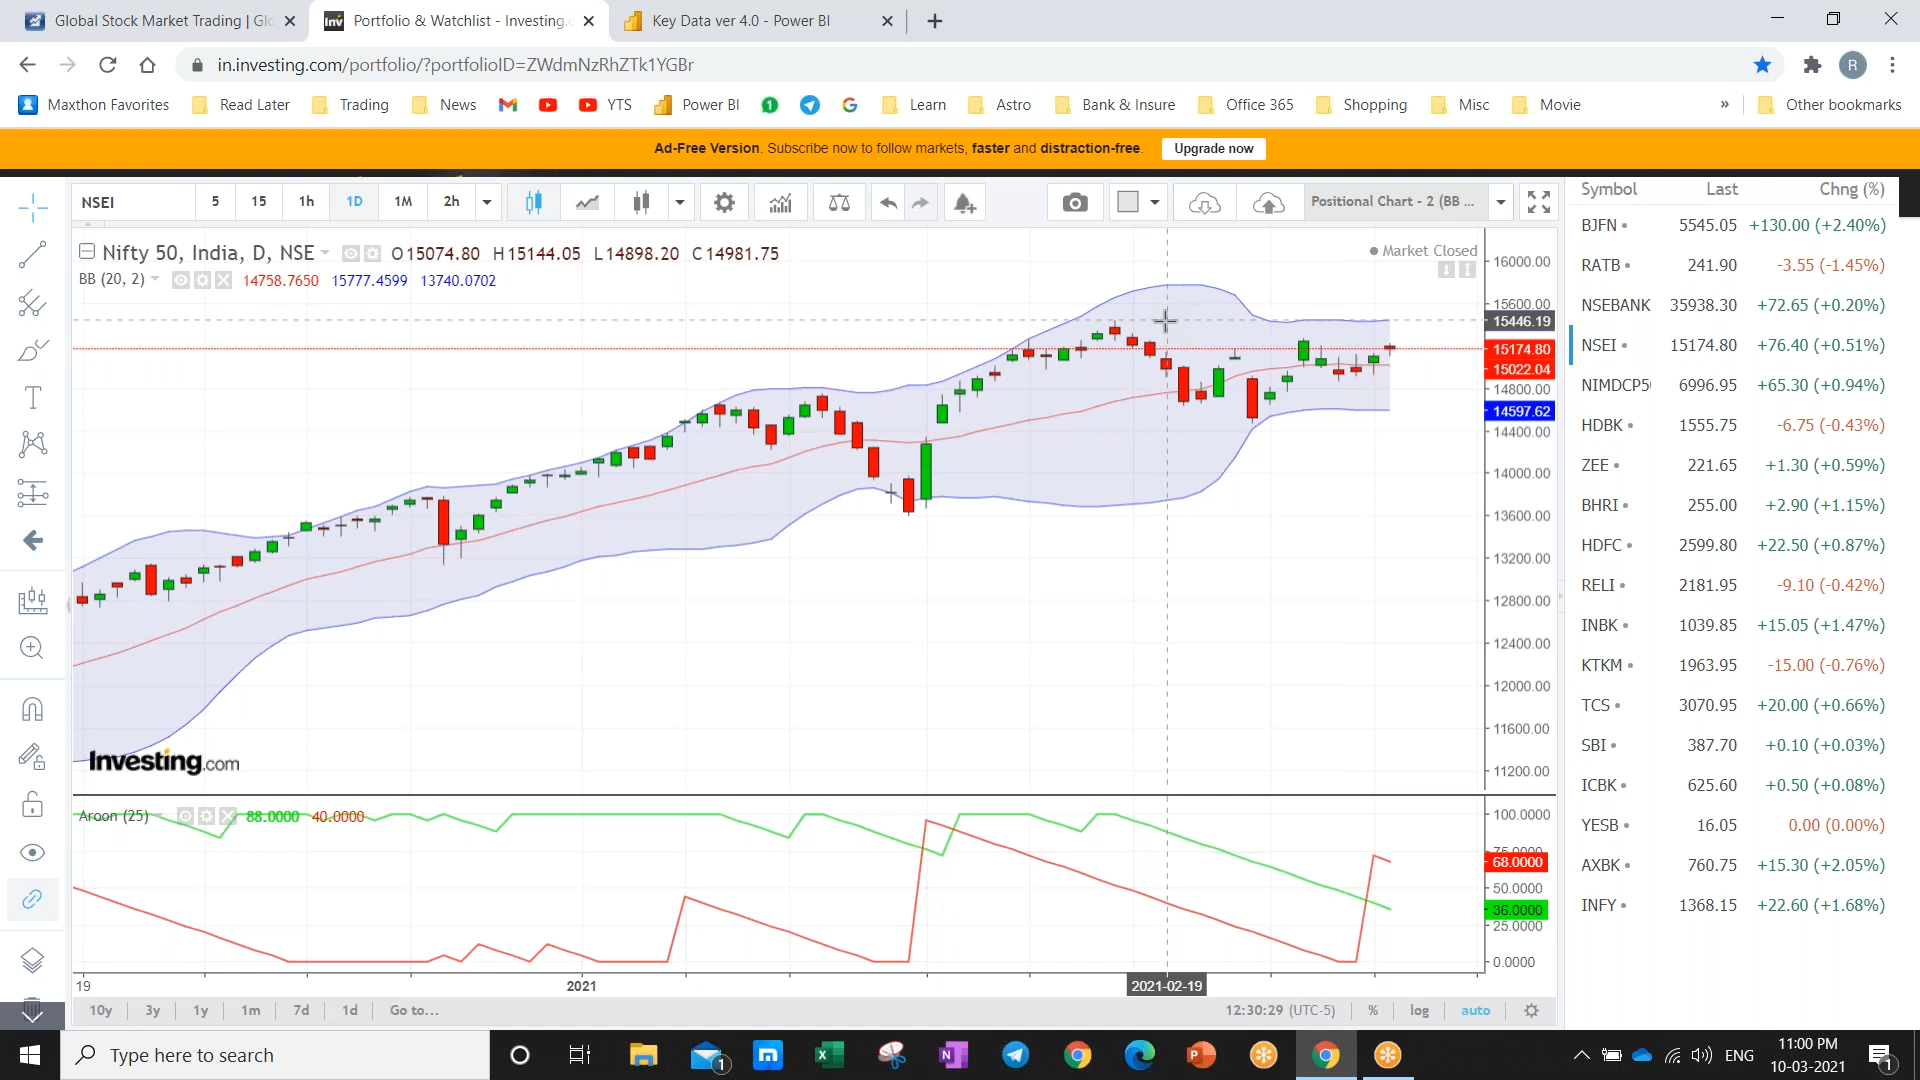 Global Stock Market Trading | Glo
Portfolio & Watchlist - Investing.c
Key Data ver 4.0 - Power BI
in.investing.com/portfolio/?portfolioID=ZWdmNzRhZTk1YGBr
R
Maxthon Favorites
Read Later
Trading
News
YTS
Power BI
1
Learn
Astro
Bank & Insure
Office 365
Shopping
Misc
Movie
»
Other bookmarks
Ad-Free Version. Subscribe now to follow markets, faster and distraction-free.
Upgrade now
NSEI
5
15
1h
1D
1M
2h
Positional Chart - 2 (BB ...
Nifty 50, India, D, NSE
O15074.80 H15144.05 L14898.20 C14981.75
Market Closed
BB (20, 2)
14758.7650 15777.4599 13740.0702
16000.00
15600.00
15446.19
15174.80
15022.04
14800.00
14597.62
14400.00
14000.00
13600.00
13200.00
12800.00
12400.00
12000.00
11600.00
11200.00
Investing.com
Aroon (25)
88.0000 40.0000
100.0000
75.0000
68.0000
50.0000
36.0000
25.0000
0.0000
19
2021
2021-02-19
10y
3y
1y
1m
7d
1d
Go to...
12:30:29 (UTC-5)
%
log
auto
Symbol Last Chng (%)
BJFN 5545.05 +130.00 (+2.40%)
RATB 241.90 -3.55 (-1.45%)
NSEBANK 35938.30 +72.65 (+0.20%)
NSEI 15174.80 +76.40 (+0.51%)
NIMDCP5 6996.95 +65.30 (+0.94%)
HDBK 1555.75 -6.75 (-0.43%)
ZEE 221.65 +1.30 (+0.59%)
BHRI 255.00 +2.90 (+1.15%)
HDFC 2599.80 +22.50 (+0.87%)
RELI 2181.95 -9.10 (-0.42%)
INBK 1039.85 +15.05 (+1.47%)
KTKM 1963.95 -15.00 (-0.76%)
TCS 3070.95 +20.00 (+0.66%)
SBI 387.70 +0.10 (+0.03%)
ICBK 625.60 +0.50 (+0.08%)
YESB 16.05 0.00 (0.00%)
AXBK 760.75 +15.30 (+2.05%)
INFY 1368.15 +22.60 (+1.68%)
Type here to search
1
ENG
11:00 PM
10-03-2021
1